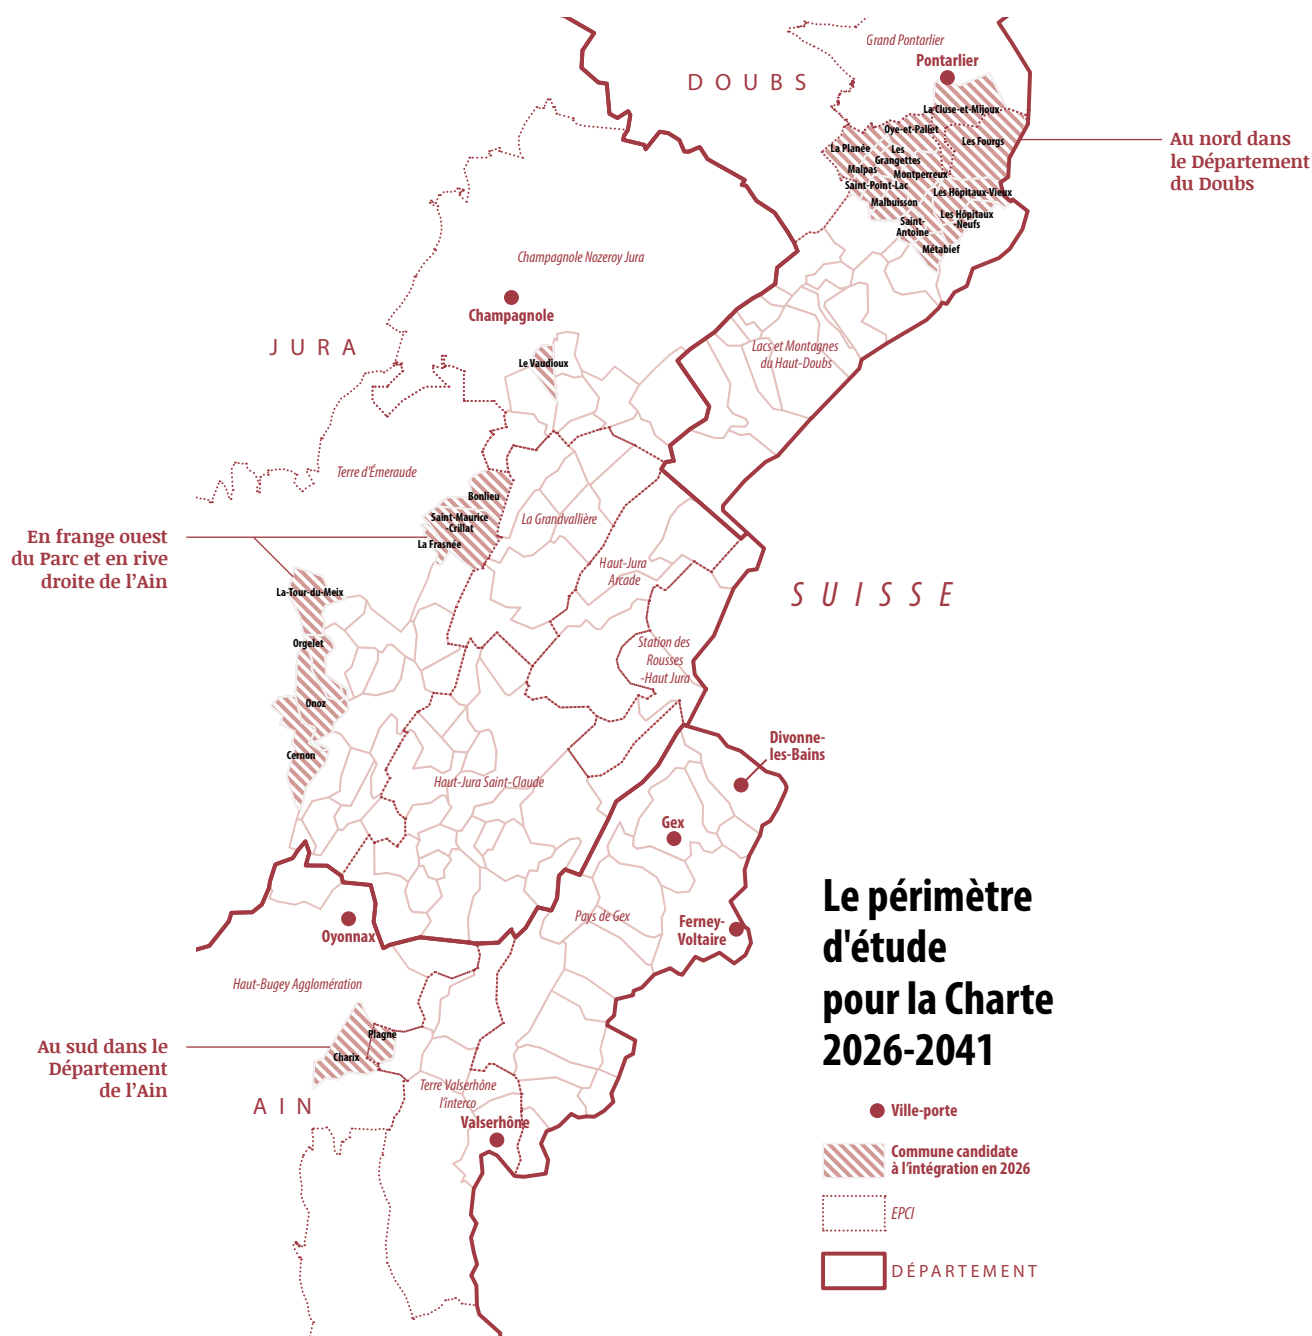 Grand Pontarlier
Pontarlier
DOUBS
La Cluse-et-Mijoux
Oye-et-Pallet
Les Fourgs
La Planée
Les
Grangettes
Malpas
Montperreux
Saint-Point-Lac
Les Hôpitaux-Vieux
Malbuisson
Les Hôpitaux
-Neufs
Saint-
Antoine
Métabief
Au nord dans
le Département
du Doubs
Champagnole Nozeroy Jura
Champagnole
JURA
Le Vaudioux
Lacs et Montagnes
du Haut-Doubs
Terre d'Émeraude
Bonlieu
Saint-Maurice
-Crillat
La Frasnée
La Grandvallière
En frange ouest
du Parc et en rive
droite de l'Ain
Haut-Jura
Arcade
SUISSE
La-Tour-du-Meix
Orgelet
Station des
Rousses
-Haut Jura
Onoz
Cernon
Divonne-
les-Bains
Haut-Jura Saint-Claude
Gex
Pays de Gex
Ferney-
Voltaire
Oyonnax
Haut-Bugey Agglomération
Plagne
Charix
Au sud dans le
Département
de l'Ain
AIN
Terre Valserhône
l'interco
Valserhône
Le périmètre
d'étude
pour la Charte
2026-2041
Ville-porte
Commune candidate
à l'intégration en 2026
EPCI
DÉPARTEMENT